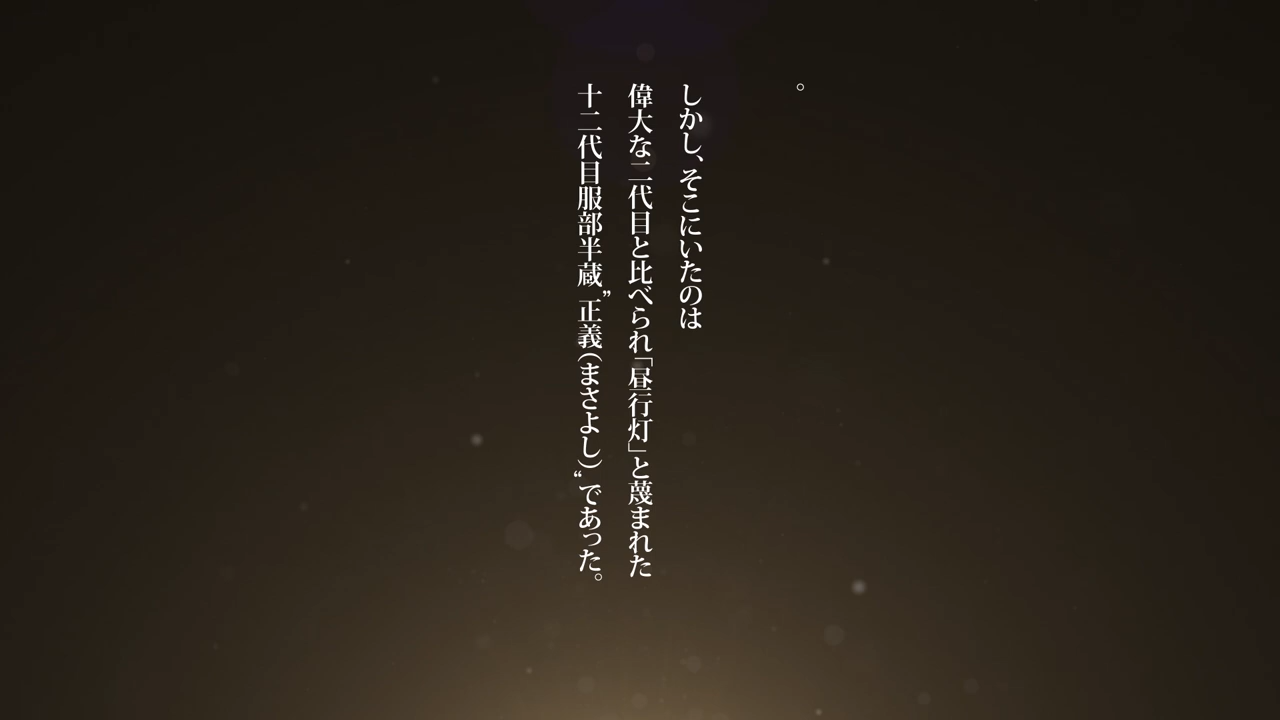 。
しかし、そこにいたのは
偉大な二代目と比べられ「昼行灯」と蔑まれた
十二代目服部半蔵”正義(まさよし)“であった。